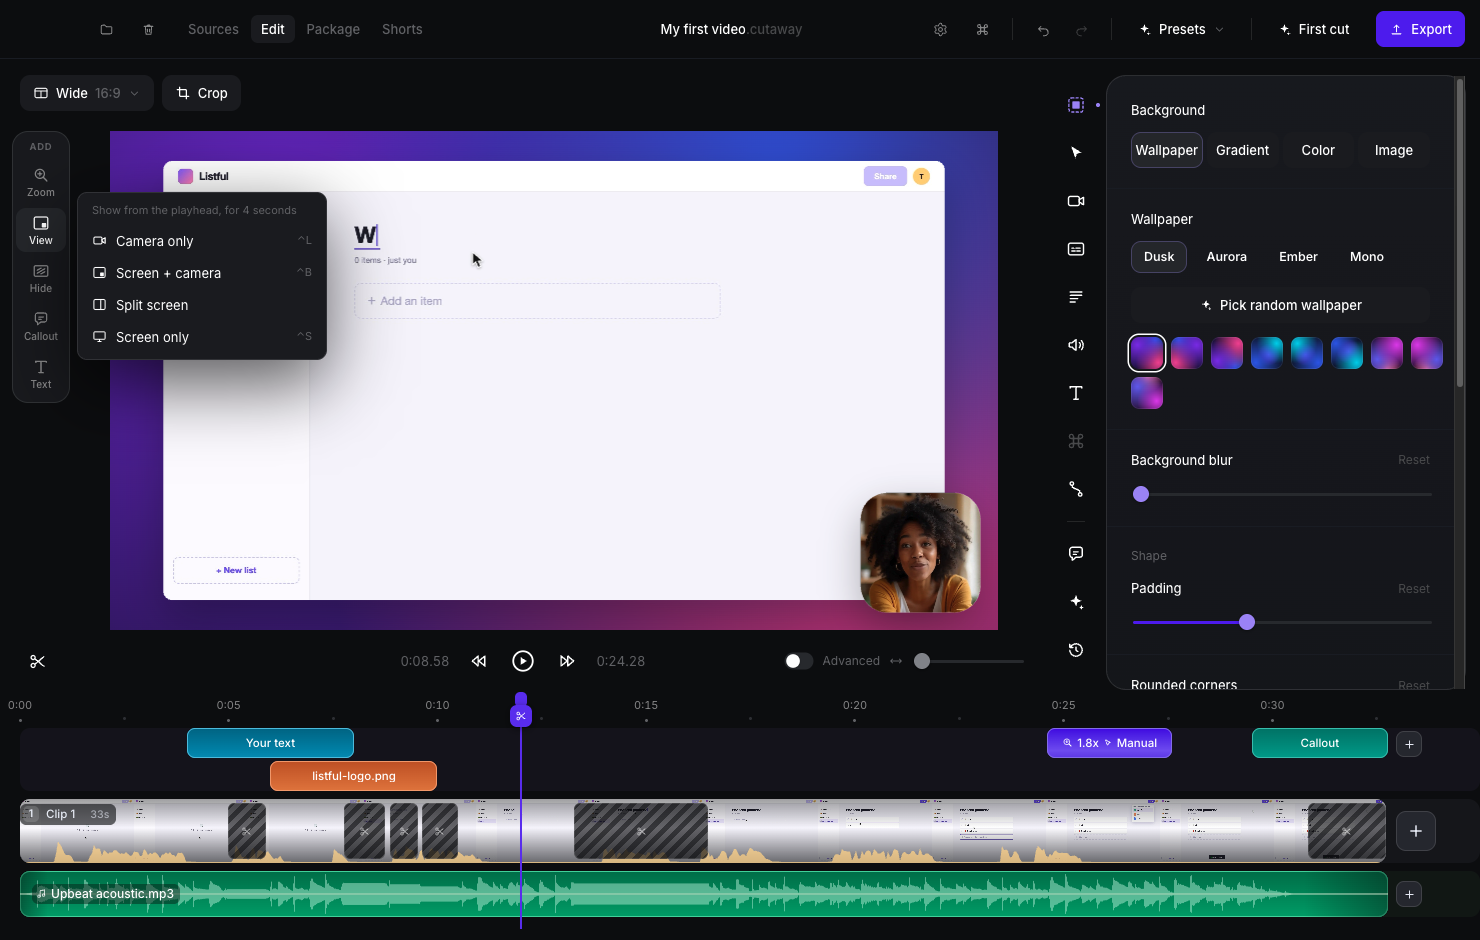 Sources Edit Package Shorts
My first video.cutaway
Presets First cut Export
Wide 16:9 Crop
ADD
Zoom
View
Hide
Callout
Text
Show from the playhead, for 4 seconds
Camera only ^L
Screen + camera ^B
Split screen
Screen only ^S
Listful
Share T
W
0 items - just you
+ Add an item
+ New list
Background
Wallpaper Gradient Color Image
Wallpaper
Dusk Aurora Ember Mono
Pick random wallpaper
Background blur Reset
Shape
Padding Reset
Rounded corners Reset
0:08.58 0:24.28
Advanced
0:00 0:05 0:10 0:15 0:20 0:25 0:30
Your text
1.8x Manual
Callout
listful-logo.png
1 Clip 1 33s
Upbeat acoustic.mp3